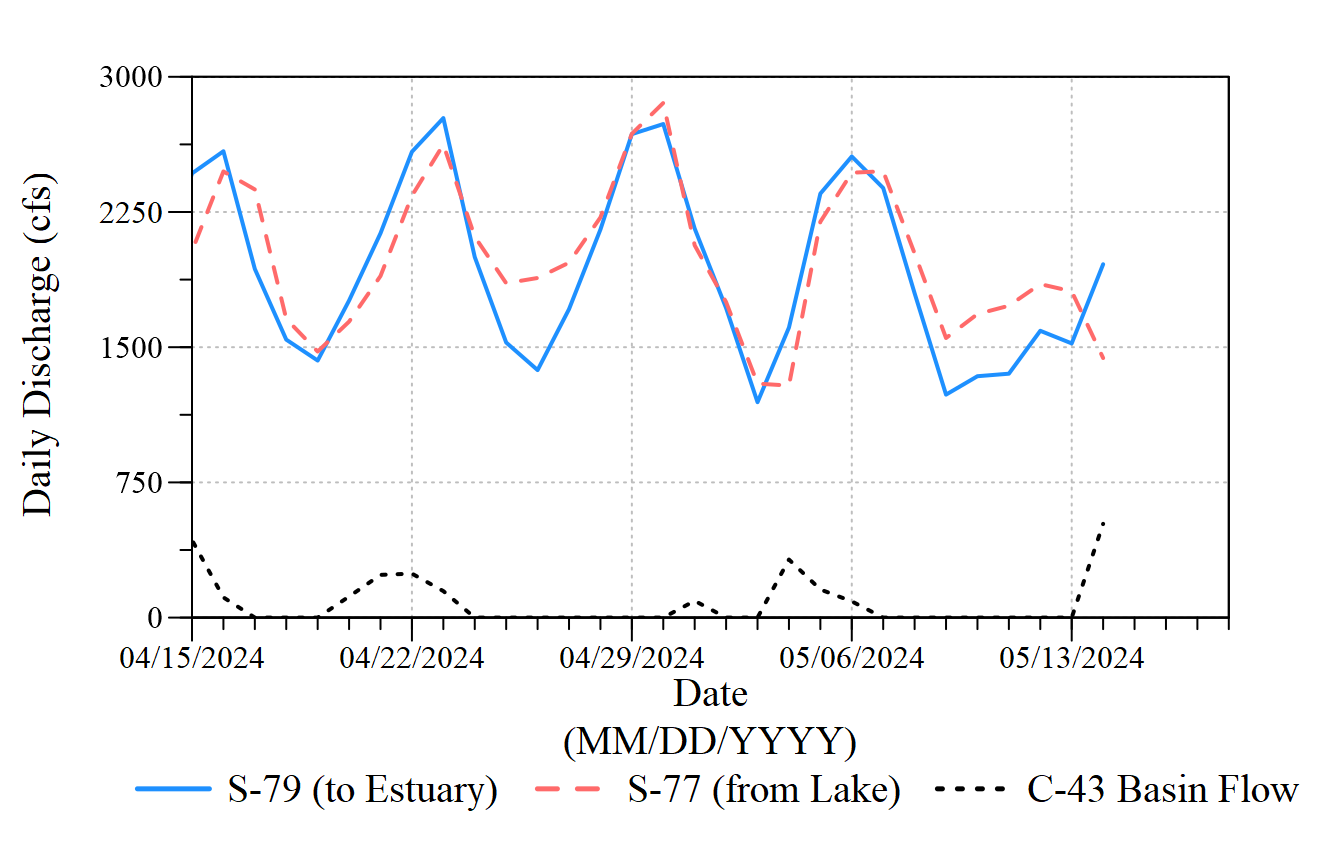 3000
2250
1500
750
0
Daily Discharge (cfs)
04/15/2024 04/22/2024 04/29/2024 05/06/2024 05/13/2024
Date
(MM/DD/YYYY)
S-79 (to Estuary) S-77 (from Lake) C-43 Basin Flow